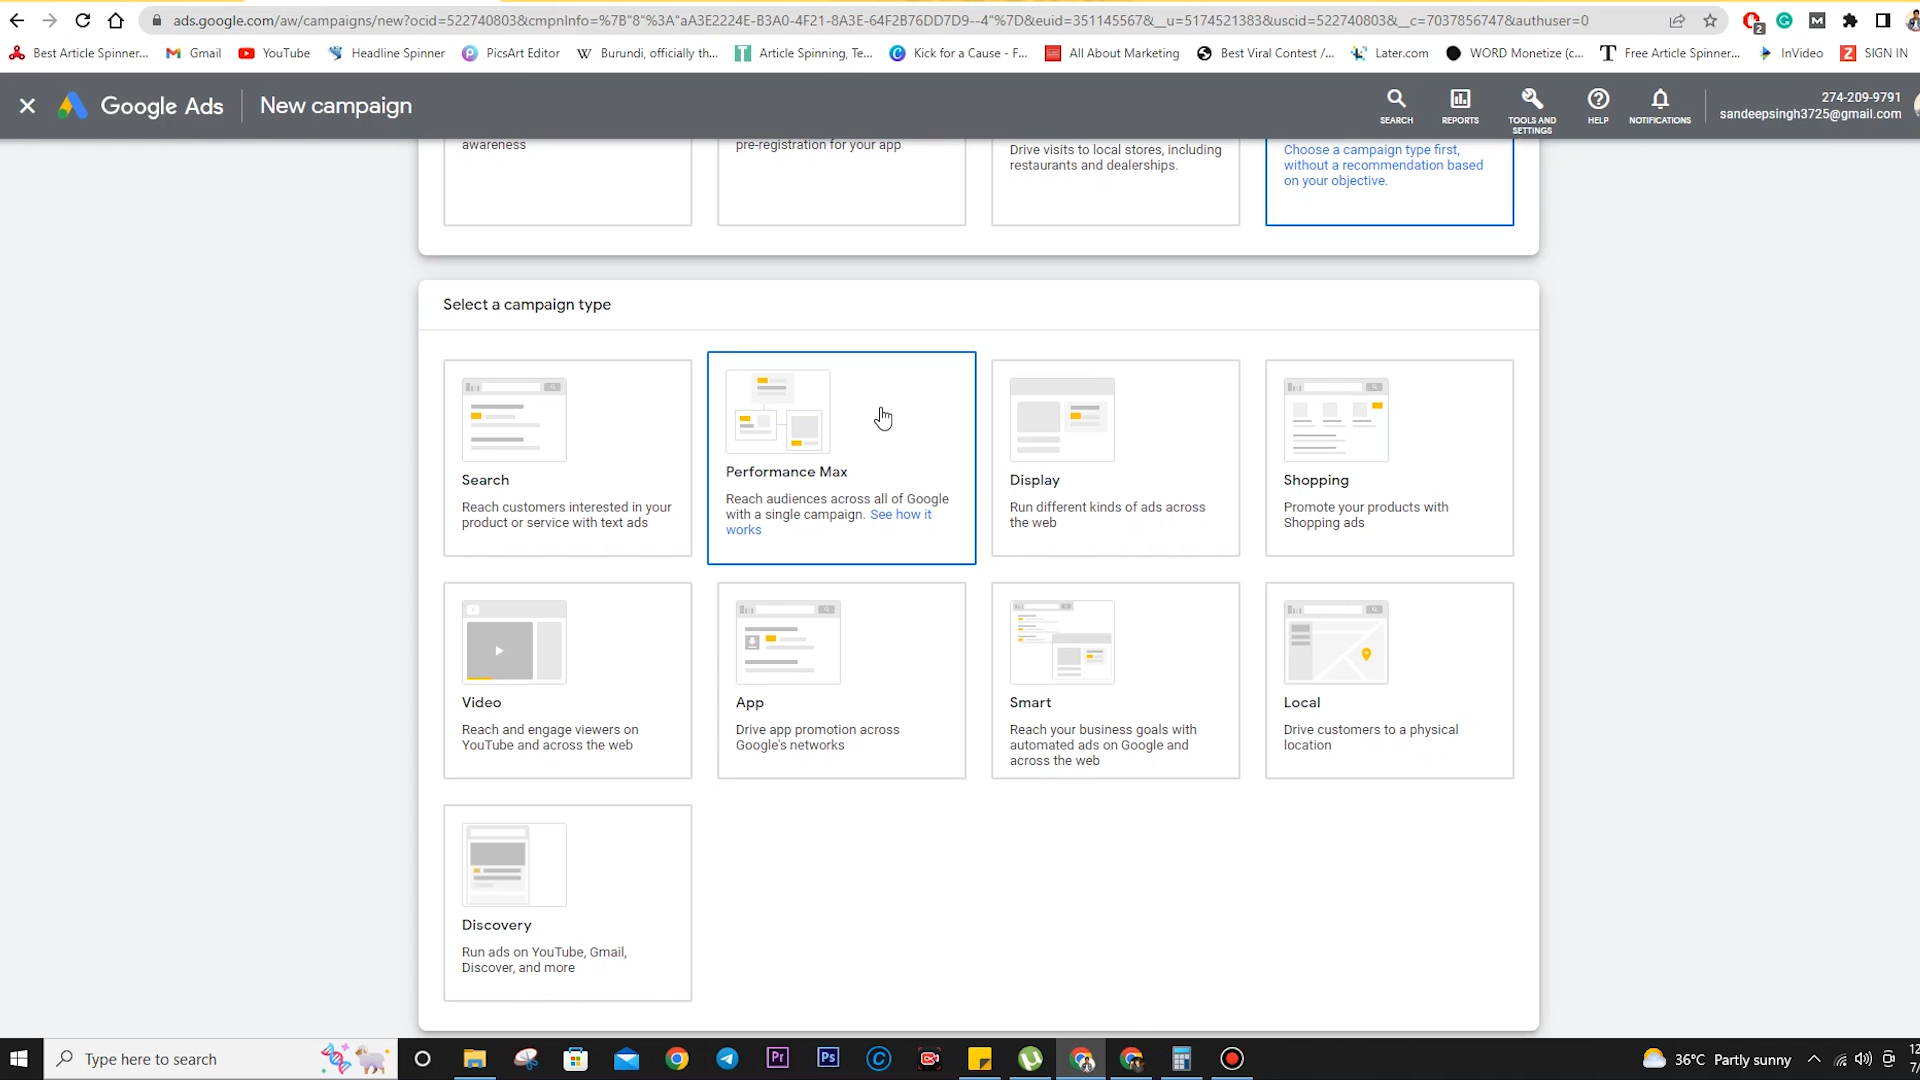 ads.google.com/aw/campaigns/new?ocid=522740803&cmpnInfo=%7B"8"%3A"aA3E2224E-B3A0-4F21-8A3E-64F2B76DD7D9--4"%7D&euid=351145567&__u=5174521383&uscid=522740803&__c=7037856747&authuser=0
2
Best Article Spinner...
Gmail
YouTube
Headline Spinner
PicsArt Editor
Burundi, officially th...
Article Spinning, Te...
Kick for a Cause - F...
All About Marketing
Best Viral Contest /...
Later.com
WORD Monetize (c...
Free Article Spinner...
InVideo
SIGN IN
Google Ads
New campaign
SEARCH
REPORTS
TOOLS AND
SETTINGS
HELP
NOTIFICATIONS
274-209-9791
sandeepsingh3725@gmail.com
awareness
pre-registration for your app
Drive visits to local stores, including
restaurants and dealerships.
Choose a campaign type first,
without a recommendation based
on your objective.
Select a campaign type
Search
Reach customers interested in your
product or service with text ads
Performance Max
Reach audiences across all of Google
with a single campaign. See how it
works
Display
Run different kinds of ads across
the web
Shopping
Promote your products with
Shopping ads
Video
Reach and engage viewers on
YouTube and across the web
App
Drive app promotion across
Google's networks
Smart
Reach your business goals with
automated ads on Google and
across the web
Local
Drive customers to a physical
location
Discovery
Run ads on YouTube, Gmail,
Discover, and more
Type here to search
Pr
Ps
36°C Partly sunny